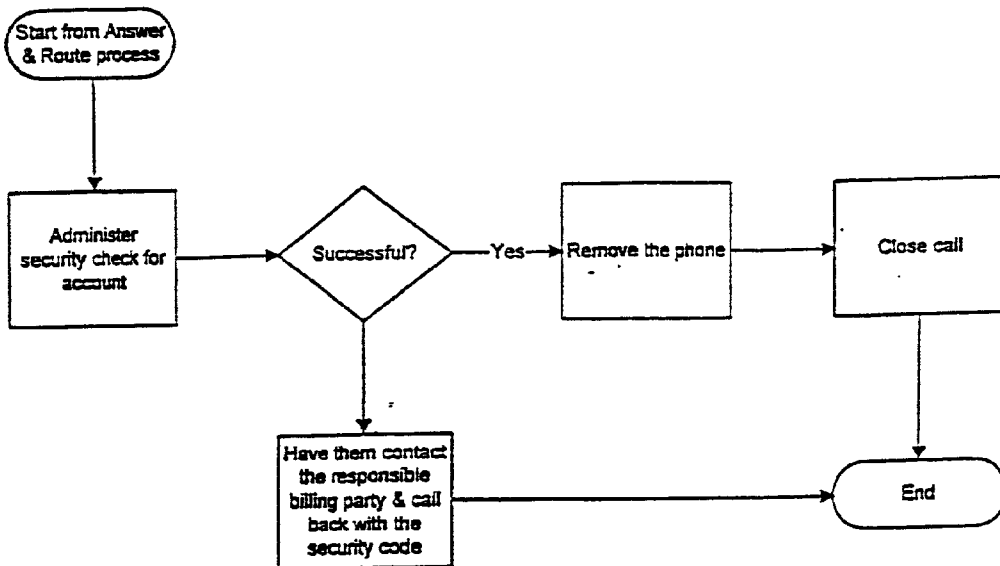 Start from Answer
& Route process
Administer
security check for
account
Successful?
Yes
Remove the phone
Close call
Have them contact
the responsible
billing party & call
back with the
security code
End